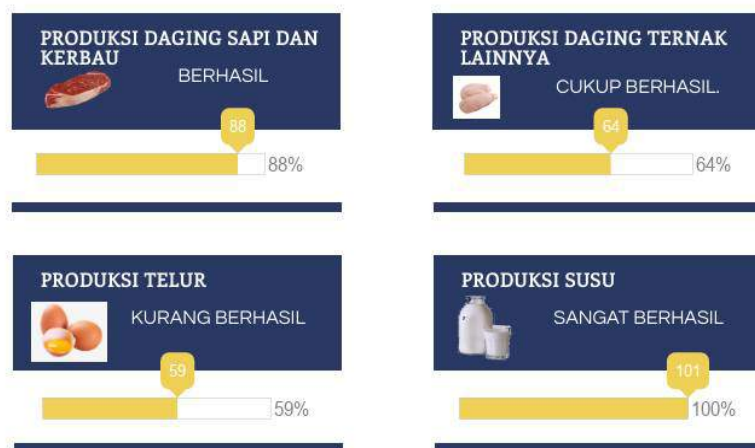 PRODUKSI DAGING SAPI DAN
KERBAU
BERHASIL
88
88%
PRODUKSI DAGING TERNAK
LAINNYA
CUKUP BERHASIL.
64
64%
PRODUKSI TELUR
KURANG BERHASIL
59
59%
PRODUKSI SUSU
SANGAT BERHASIL
101
100%